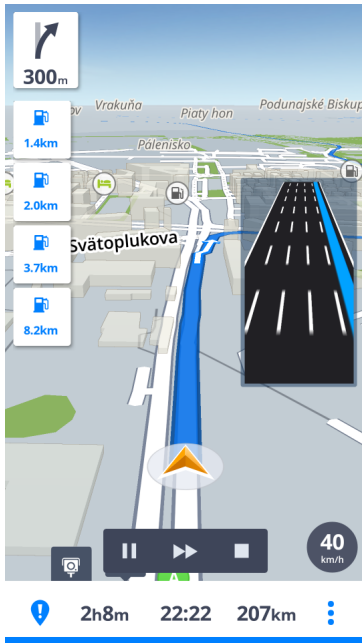 300m
ov
Vrakuňa
Piaty hon
Podunajské Biskup
1.4km
Pálenisko
2.0km
Svätoplukova
3.7km
8.2km
40
km/h
A
2h8m
22:22
207km